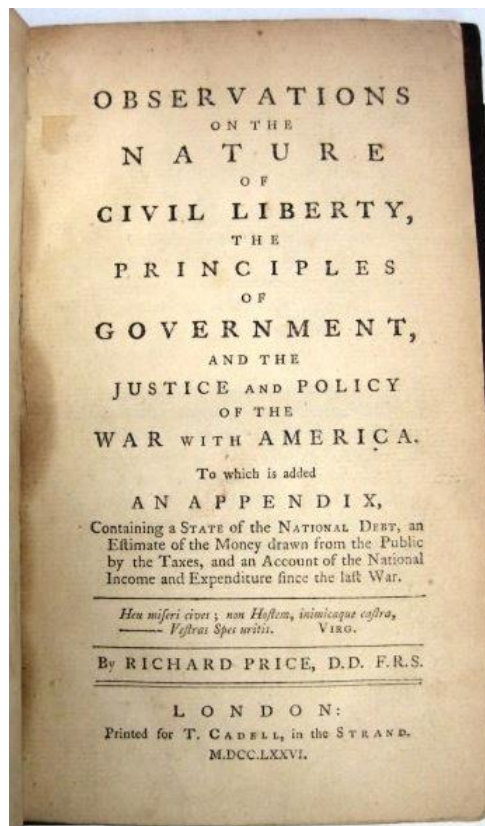 OBSERVATIONS
ON THE
NATURE
OF
CIVIL LIBERTY,
THE
PRINCIPLES
OF
GOVERNMENT,
AND THE
JUSTICE AND POLICY
OF THE
WAR WITH AMERICA.
To which is added
AN APPENDIX,
Containing a STATE of the NATIONAL DEBT, an
Eſtimate of the Money drawn from the Public
by the Taxes, and an Account of the National
Income and Expenditure ſince the laſt War.
Heu miſeri cives; non Hoſtem, inimicaque caſtra,
—— Veſtras Spes uritis. VIRG.
By RICHARD PRICE, D.D. F.R.S.
LONDON:
Printed for T. CADELL, in the STRAND.
M.DCC.LXXVI.